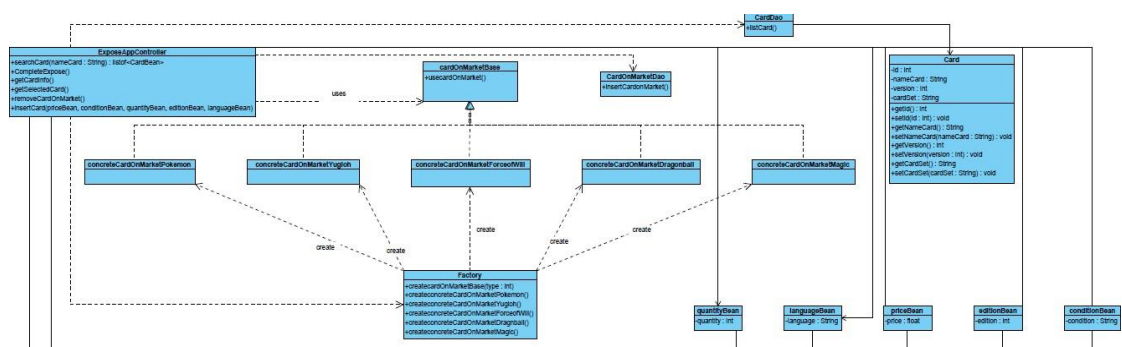 CardDao
+listCard()
ExposeAppController
+searchCard(nameCard : String) : listof<CardBean>
+CompleteExpose()
+getCardInfo()
+getSelectedCard()
+removeCardOnMarket()
+insertCard(priceBean, conditionBean, quantityBean, editionBean, languageBean)
cardOnMarketBase
+usecardOnMarket()
CardOnMarketDao
+insertCardonMarket()
Card
-id : int
-nameCard : String
-version : int
-cardSet : String
+getId() : int
+setId(id : int) : void
+getNameCard() : String
+setNameCard(nameCard : String) : void
+getVersion() : int
+setVersion(version : int) : void
+getCardSet() : String
+setCardSet(cardSet : String) : void
uses
concreteCardOnMarketPokemon
concreteCardOnMarketYugioh
concreteCardOnMarketForceofWill
concreteCardOnMarketDragonball
concreteCardOnMarketMagic
create
create
create
create
create
Factory
+createcardOnMarketBase(type : int)
+createconcreteCardOnMarketPokemon()
+createconcreteCardOnMarketYugioh()
+createconcreteCardOnMarketForceofWill()
+createconcreteCardOnMarketDragnball()
+createconcreteCardOnMarketMagic()
quantityBean
-quantity : int
languageBean
-language : String
priceBean
-price : float
editionBean
-edition : int
conditionBean
-condition : String